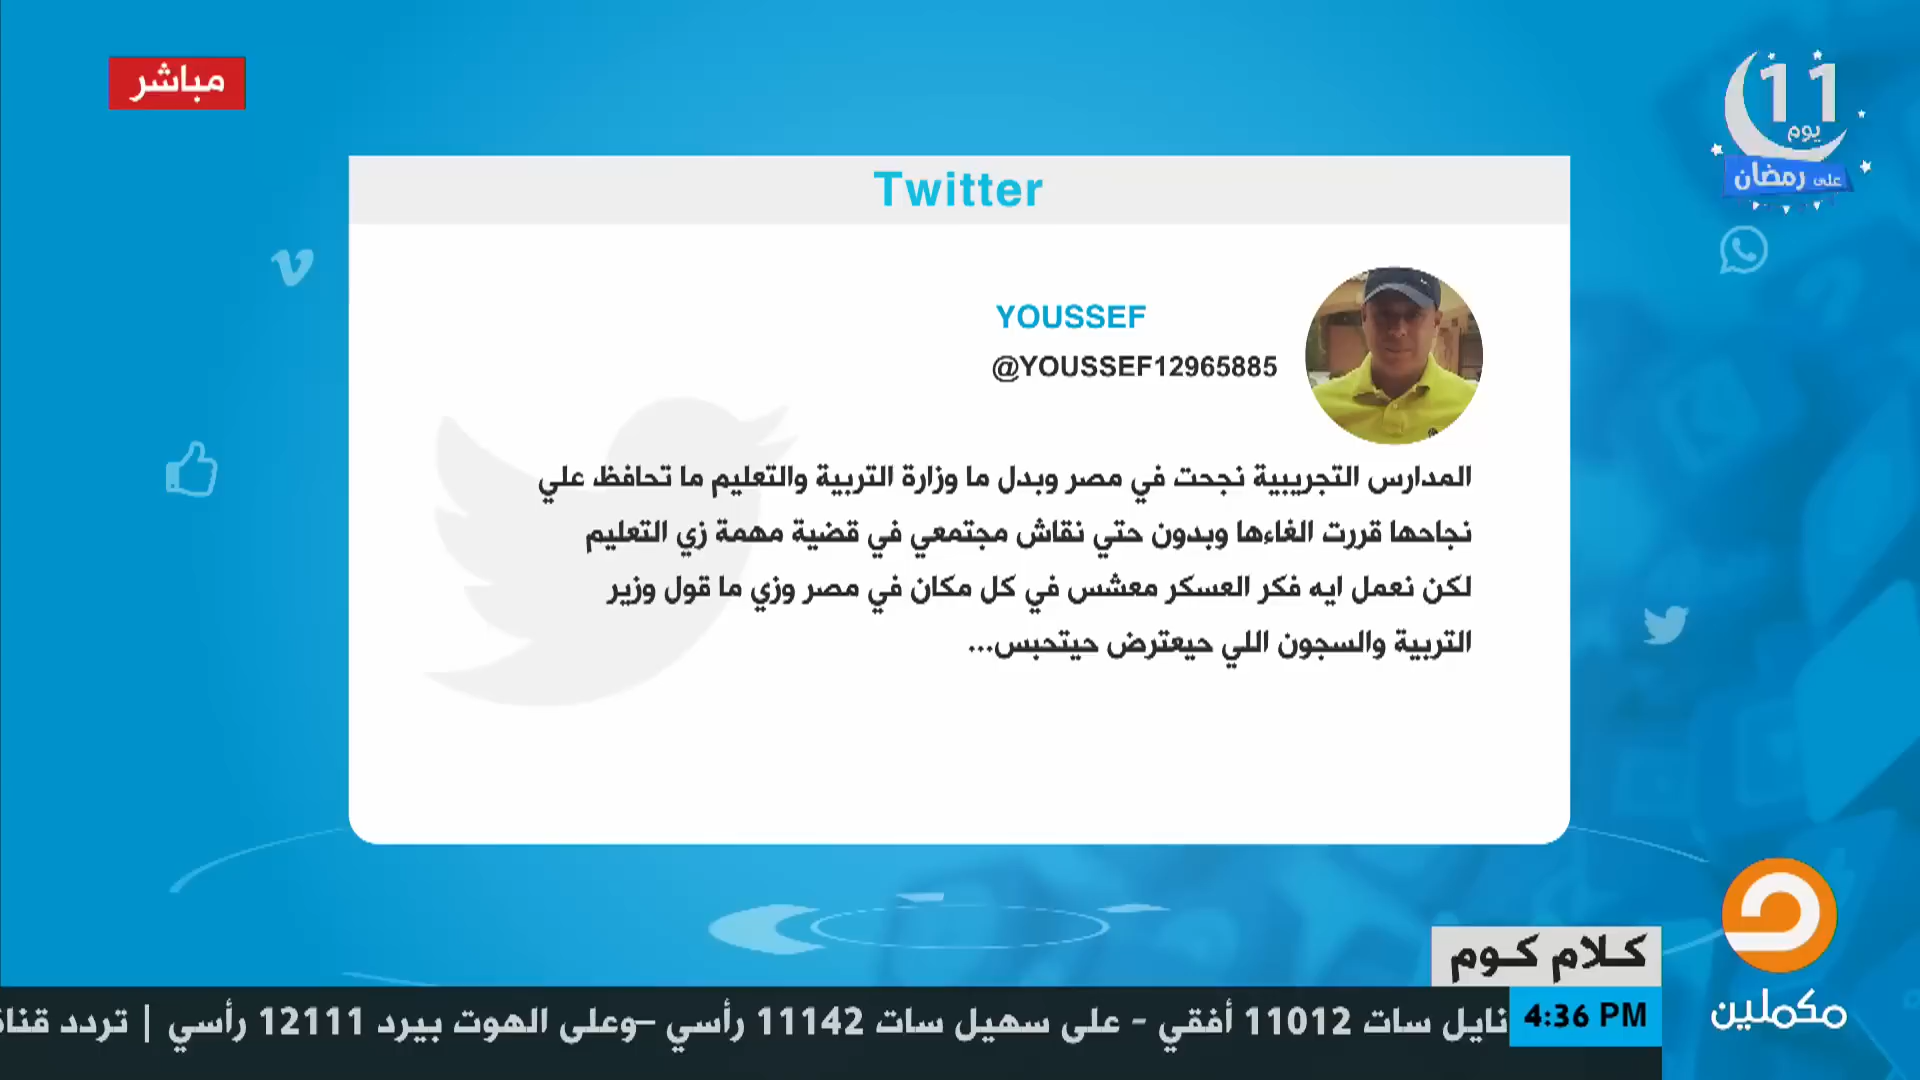 مباشر
11
يوم
على رمضان
Twitter
YOUSSEF
@YOUSSEF12965885
المدارس التجريبية نجحت في مصر وبدل ما وزارة التربية والتعليم ما تحافظ علي
نجاحها قررت الغاءها وبدون حتي نقاش مجتمعي في قضية مهمة زي التعليم
لكن نعمل ايه فكر العسكر معشس في كل مكان في مصر وزي ما قول وزير
التربية والسجون اللي حيعترض حيتحبس...
كلام كوم
4:36 PM
نايل سات 11012 أفقي - على سهيل سات 11142 رأسي –وعلى الهوت بيرد 12111 رأسي | تردد
مكملين